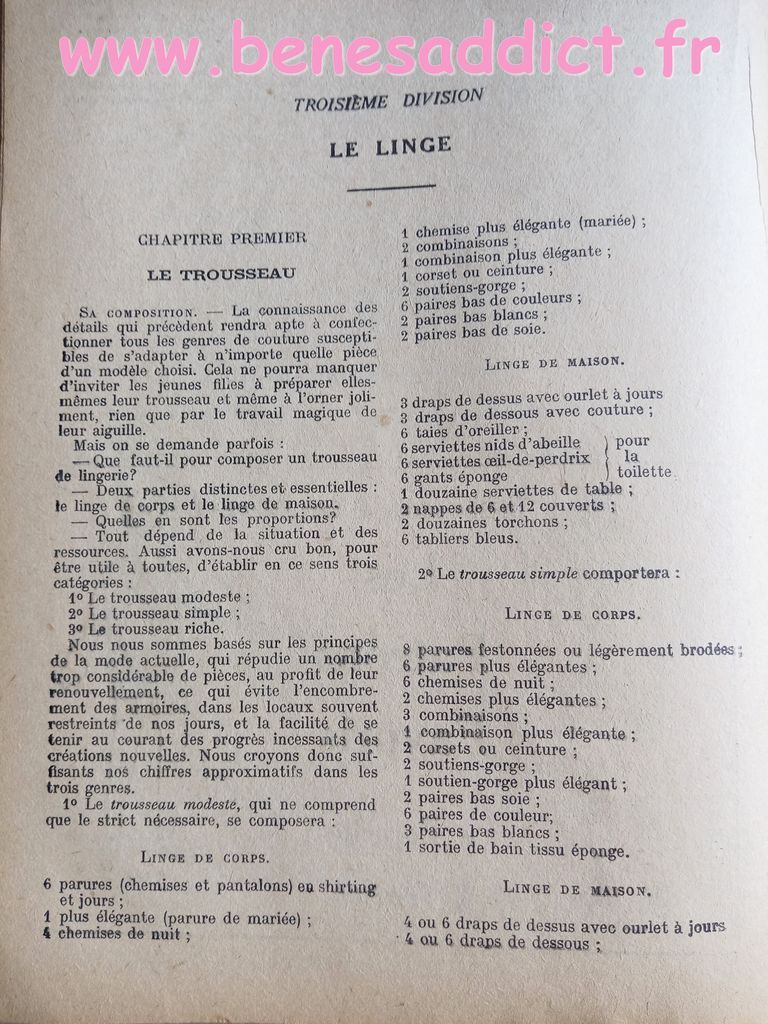 www.benesaddict.fr
TROISIÈME DIVISION
LE LINGE
CHAPITRE PREMIER
LE TROUSSEAU
SA COMPOSITION. — La connaissance des
détails qui précèdent rendra apte à confec-
tionner tous les genres de couture suscepti-
bles de s'adapter à n'importe quelle pièce
d'un modèle choisi. Cela ne pourra manquer
d'inviter les jeunes filles à préparer elles-
mêmes leur trousseau et même à l'orner joli-
ment, rien que par le travail magique de
leur aiguille.
Mais on se demande parfois :
— Que faut-il pour composer un trousseau
de lingerie?
— Deux parties distinctes et essentielles :
le linge de corps et le linge de maison.
— Quelles en sont les proportions?
— Tout dépend de la situation et des
ressources. Aussi avons-nous cru bon, pour
être utile à toutes, d'établir en ce sens trois
catégories :
1º Le trousseau modeste ;
2º Le trousseau simple ;
3º Le trousseau riche.
Nous nous sommes basés sur les principes
de la mode actuelle, qui répudie un nombre
trop considérable de pièces, au profit de leur
renouvellement, ce qui évite l'encombre-
ment des armoires, dans les locaux souvent
restreints de nos jours, et la facilité de se
tenir au courant des progrès incessants des
créations nouvelles. Nous croyons donc suf-
fisants nos chiffres approximatifs dans les
trois genres.
1º Le trousseau modeste, qui ne comprend
que le strict nécessaire, se composera :
LINGE DE CORPS.
6 parures (chemises et pantalons) en shirting
et jours ;
1 plus élégante (parure de mariée) ;
4 chemises de nuit ;
1 chemise plus élégante (mariée) ;
2 combinaisons ;
1 combinaison plus élégante ;
1 corset ou ceinture ;
2 soutiens-gorge ;
6 paires bas de couleurs ;
2 paires bas blancs ;
2 paires bas de soie.
LINGE DE MAISON.
3 draps de dessus avec ourlet à jours
3 draps de dessous avec couture ;
6 taies d'oreiller ;
6 serviettes nids d'abeille } pour
6 serviettes œil-de-perdrix } la
6 gants éponge } toilette
1 douzaine serviettes de table ;
2 nappes de 6 et 12 couverts ;
2 douzaines torchons ;
6 tabliers bleus.
2º Le trousseau simple comportera :
LINGE DE CORPS.
8 parures festonnées ou légèrement brodées ;
6 parures plus élégantes ;
6 chemises de nuit ;
2 chemises plus élégantes ;
3 combinaisons ;
1 combinaison plus élégante ;
2 corsets ou ceinture ;
2 soutiens-gorge ;
1 soutien-gorge plus élégant ;
2 paires bas soie ;
6 paires de couleur;
3 paires bas blancs ;
1 sortie de bain tissu éponge.
LINGE DE MAISON.
4 ou 6 draps de dessus avec ourlet à jours
4 ou 6 draps de dessous ;